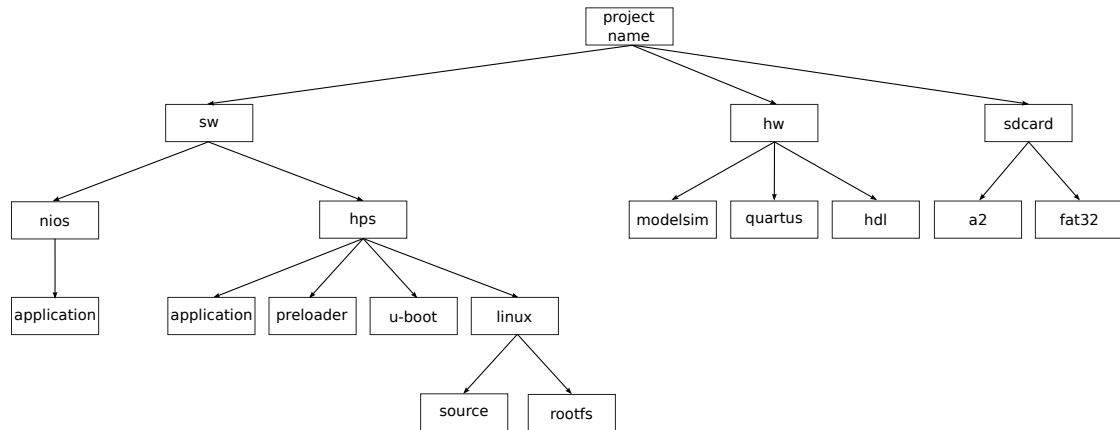 project
name
sw
hw
sdcard
nios
hps
modelsim
quartus
hdl
a2
fat32
application
application
preloader
u-boot
linux
source
rootfs